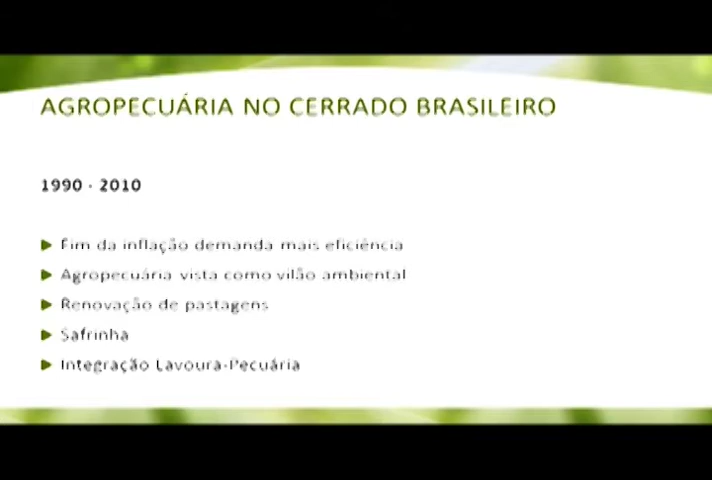 AGROPECUÁRIA NO CERRADO BRASILEIRO
1990 - 2010
Fim da inflação demanda mais eficiência
Agropecuária vista como vilão ambiental
Renovação de pastagens
Safrinha
Integração Lavoura-Pecuária